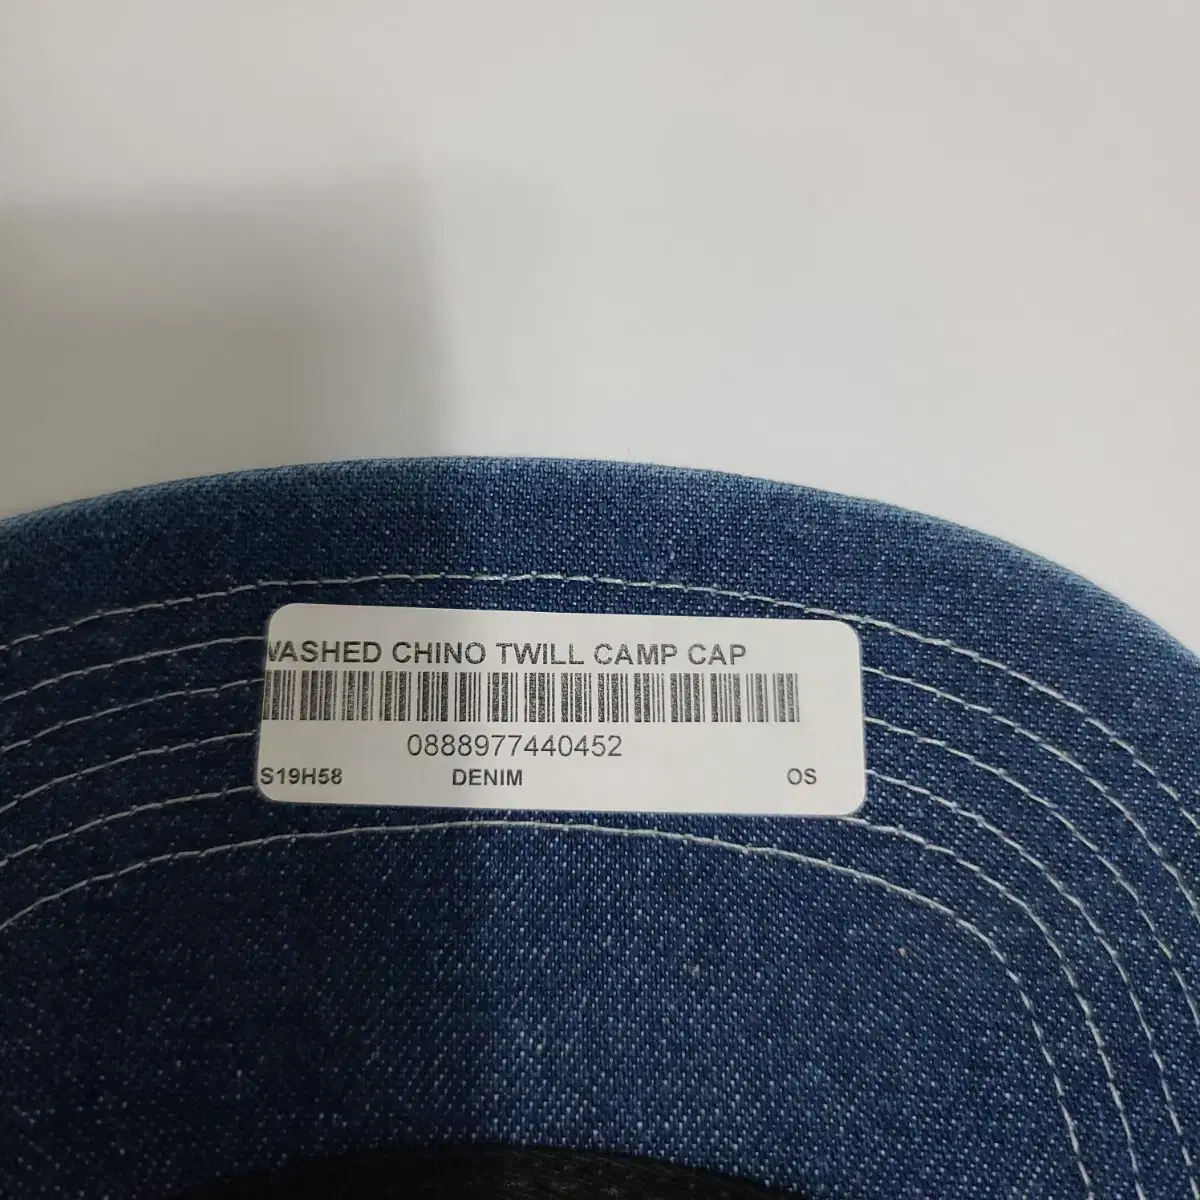 WASHED CHINO TWILL CAMP CAP
0888977440452
S19H58 DENIM OS